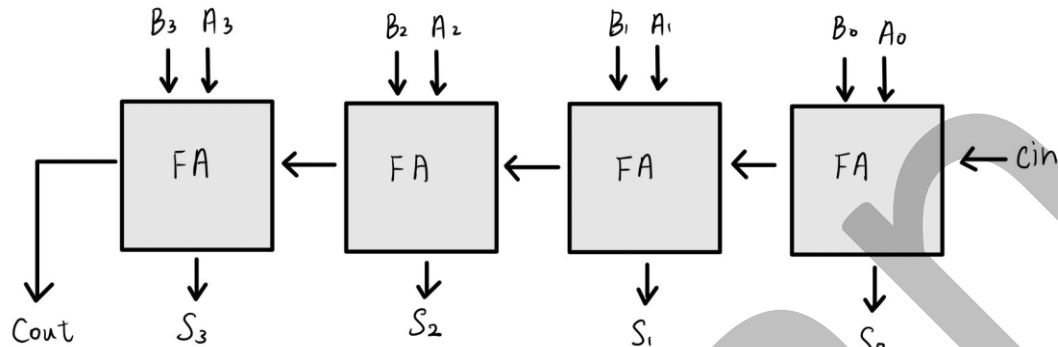 B₃ A₃ B₂ A₂ B₁ A₁ B₀ A₀
FA FA FA FA Cin
Cout S₃ S₂ S₁ S₀